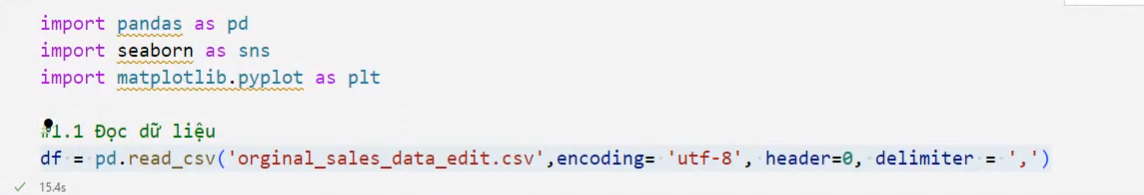 import pandas as pd
import seaborn as sns
import matplotlib.pyplot as plt
#1.1 Đọc dữ liệu
df = pd.read_csv('orginal_sales_data_edit.csv',encoding= 'utf-8', header=0, delimiter = ',')
15.4s